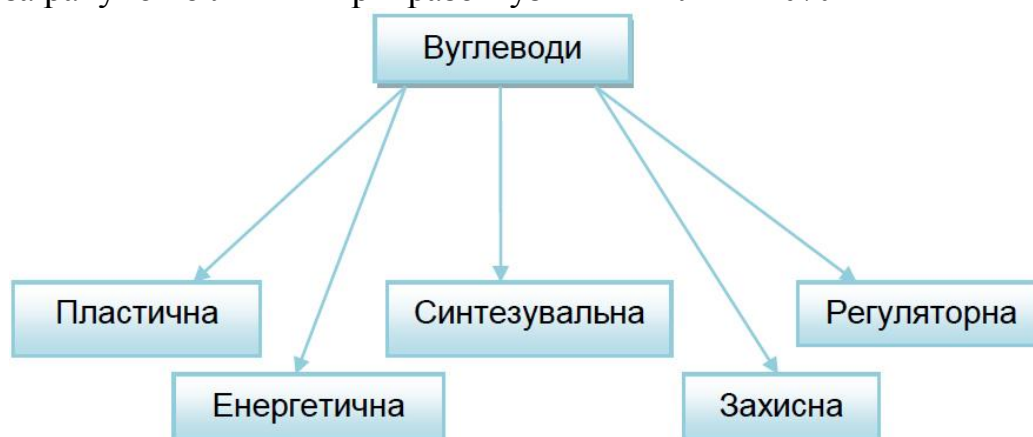 Вуглеводи
Пластична
Синтезувальна
Регуляторна
Енергетична
Захисна